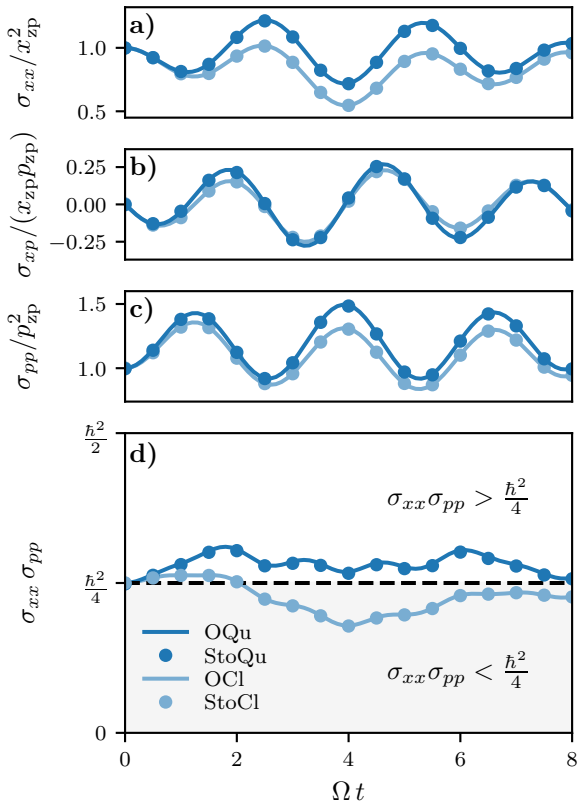 a)
σ_xx/x²_zp
1.0
0.5
b)
σ_xp/(x_zp p_zp)
0.25
0.00
−0.25
c)
σ_pp/p²_zp
1.5
1.0
d)
σ_xx σ_pp
ħ²/2
ħ²/4
0
σ_xx σ_pp > ħ²/4
OQu
StoQu
OCl
StoCl
σ_xx σ_pp < ħ²/4
0 2 4 6 8
Ω t